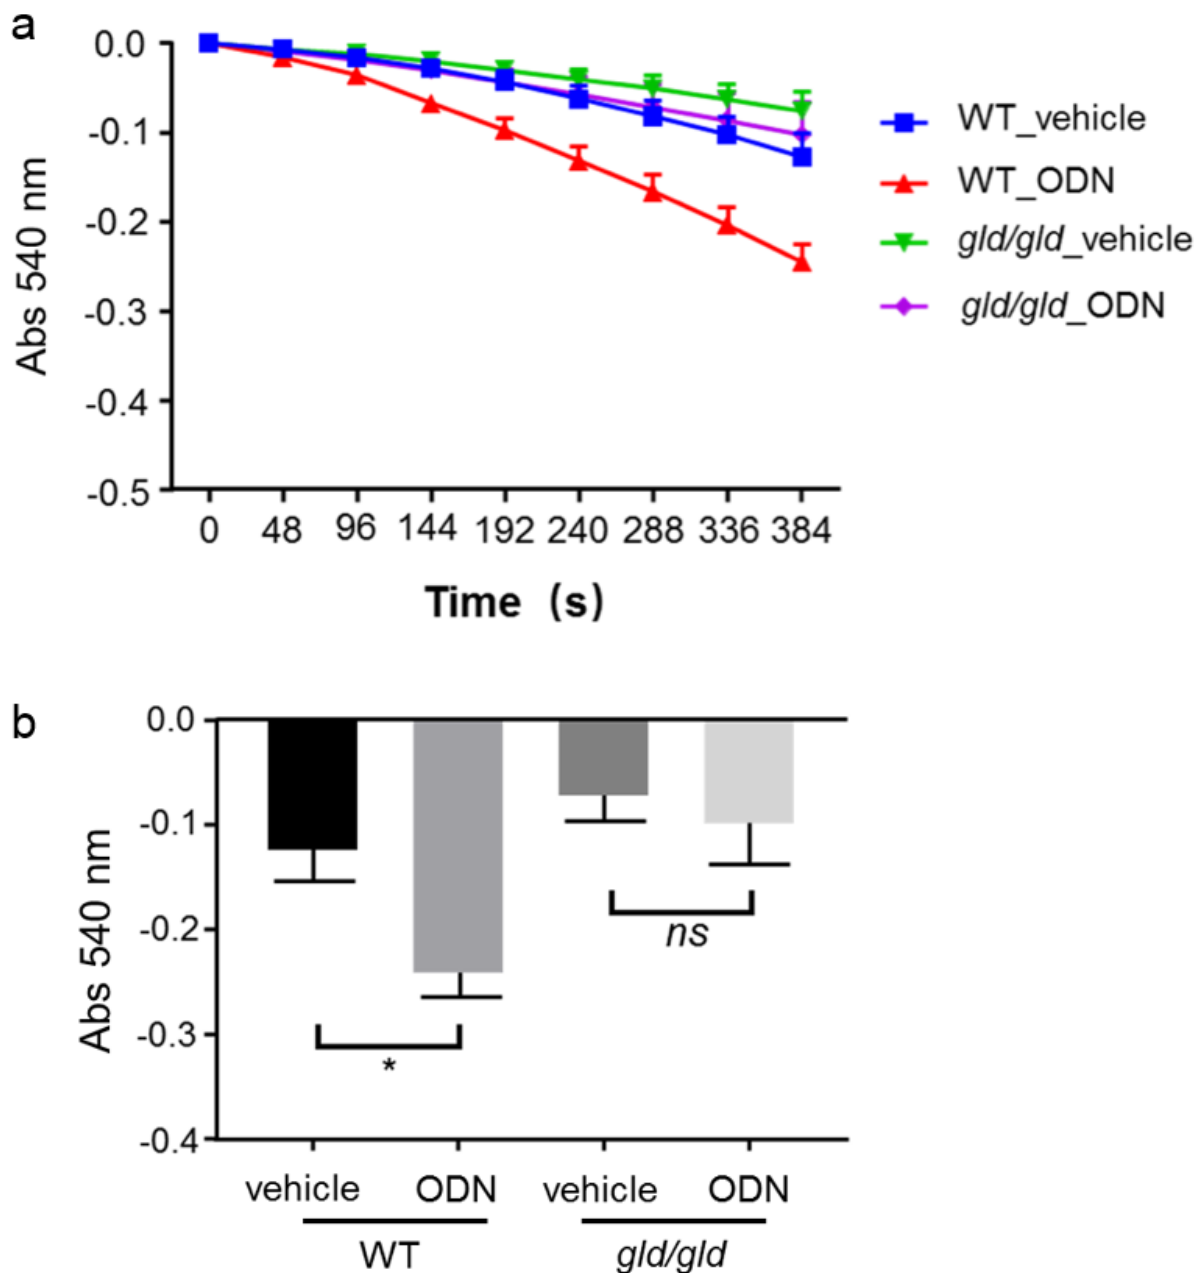 a
0.0
-0.1
-0.2
-0.3
-0.4
-0.5
Abs 540 nm
0 48 96 144 192 240 288 336 384
Time (s)
WT_vehicle
WT_ODN
gld/gld_vehicle
gld/gld_ODN
b
0.0
-0.1
-0.2
-0.3
-0.4
Abs 540 nm
*
ns
vehicle ODN vehicle ODN
WT gld/gld